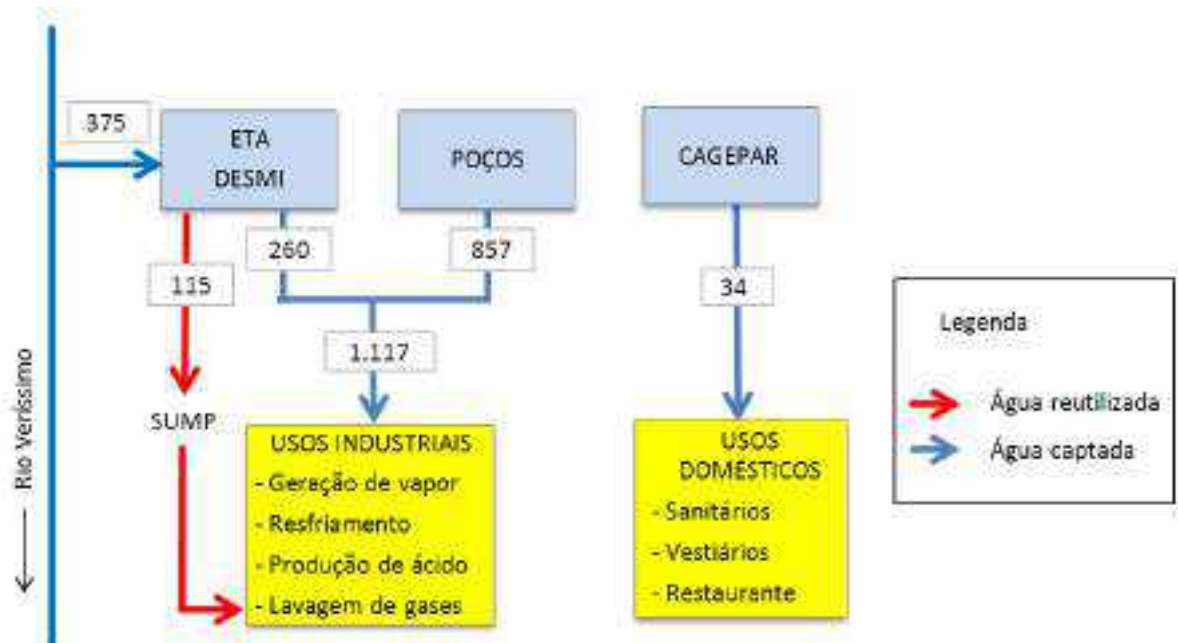 375
ETA
DESMI
POÇOS
CAGEPAR
260
857
115
34
1.117
SUMP
Rio Veríssimo
USOS INDUSTRIAIS
- Geração de vapor
- Resfriamento
- Produção de ácido
- Lavagem de gases
USOS
DOMÉSTICOS
- Sanitários
- Vestiários
- Restaurante
Legenda
Água reutilizada
Água captada